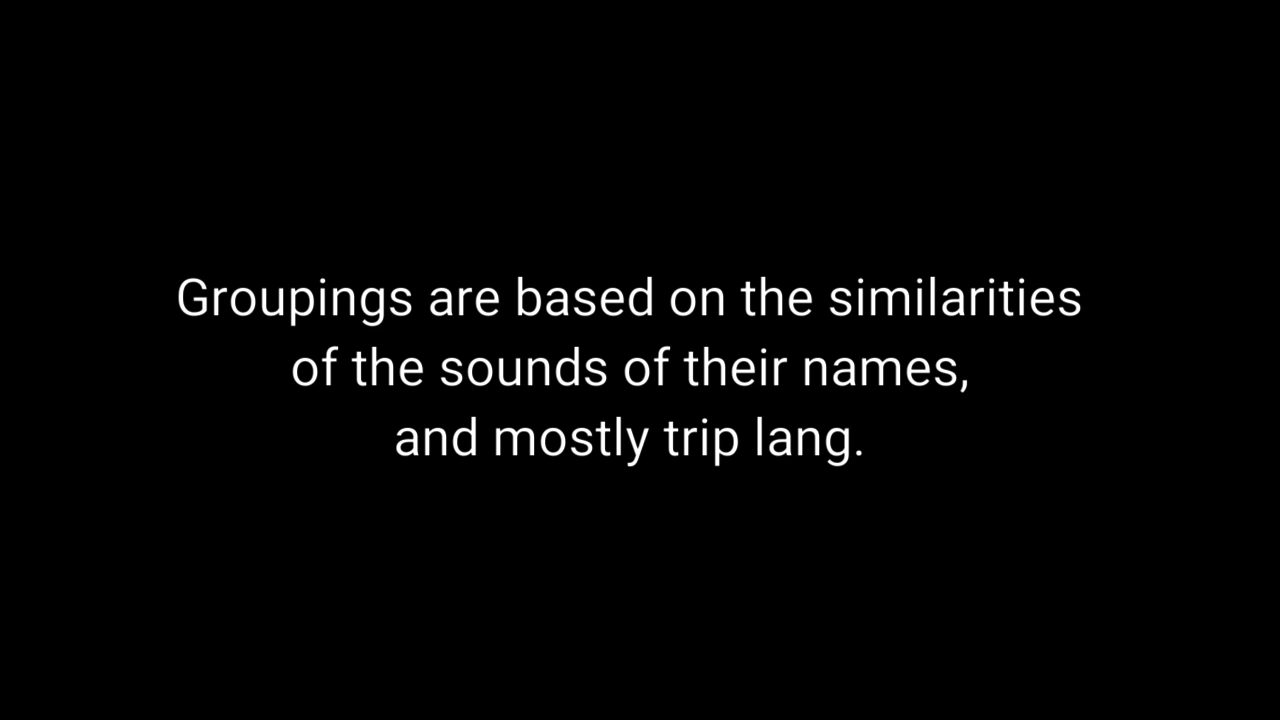 Groupings are based on the similarities
of the sounds of their names,
and mostly trip lang.